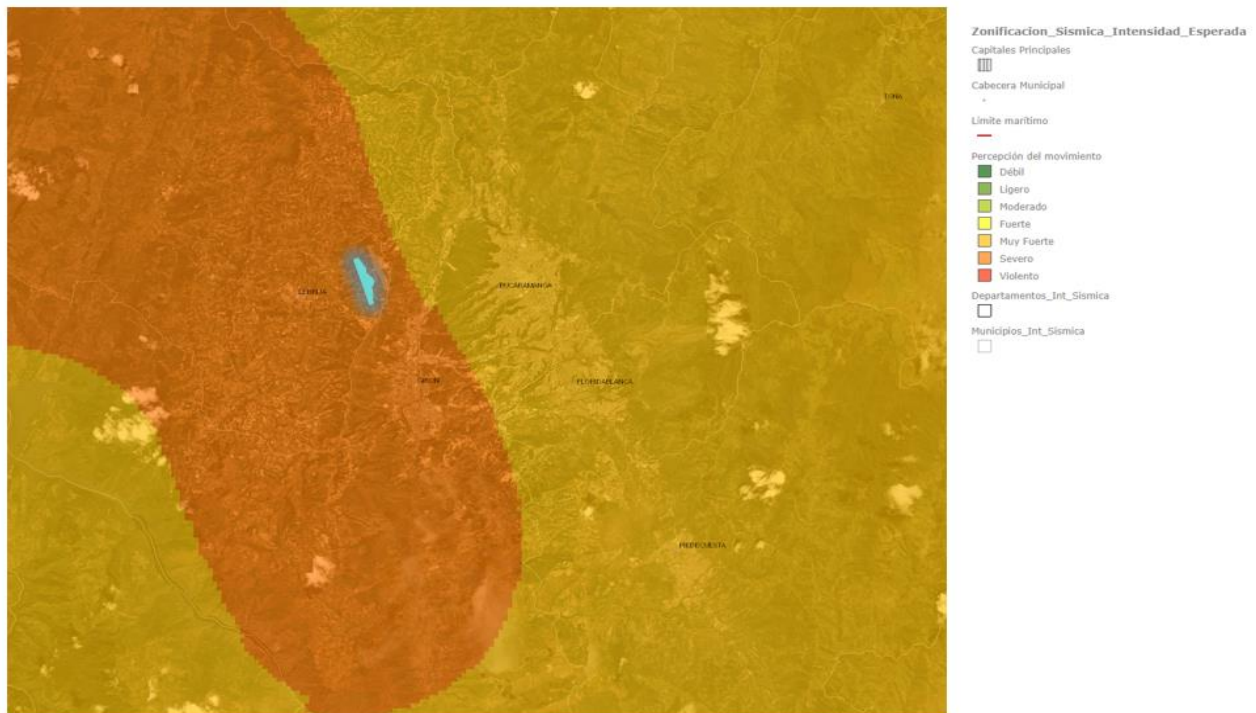 TONA
LEBRIJA
BUCARAMANGA
GIRON
FLORIDABLANCA
PIEDECUESTA
Zonificacion_Sismica_Intensidad_Esperada
Capitales Principales
Cabecera Municipal
Límite marítimo
Percepción del movimiento
Débil
Ligero
Moderado
Fuerte
Muy Fuerte
Severo
Violento
Departamentos_Int_Sismica
Municipios_Int_Sismica